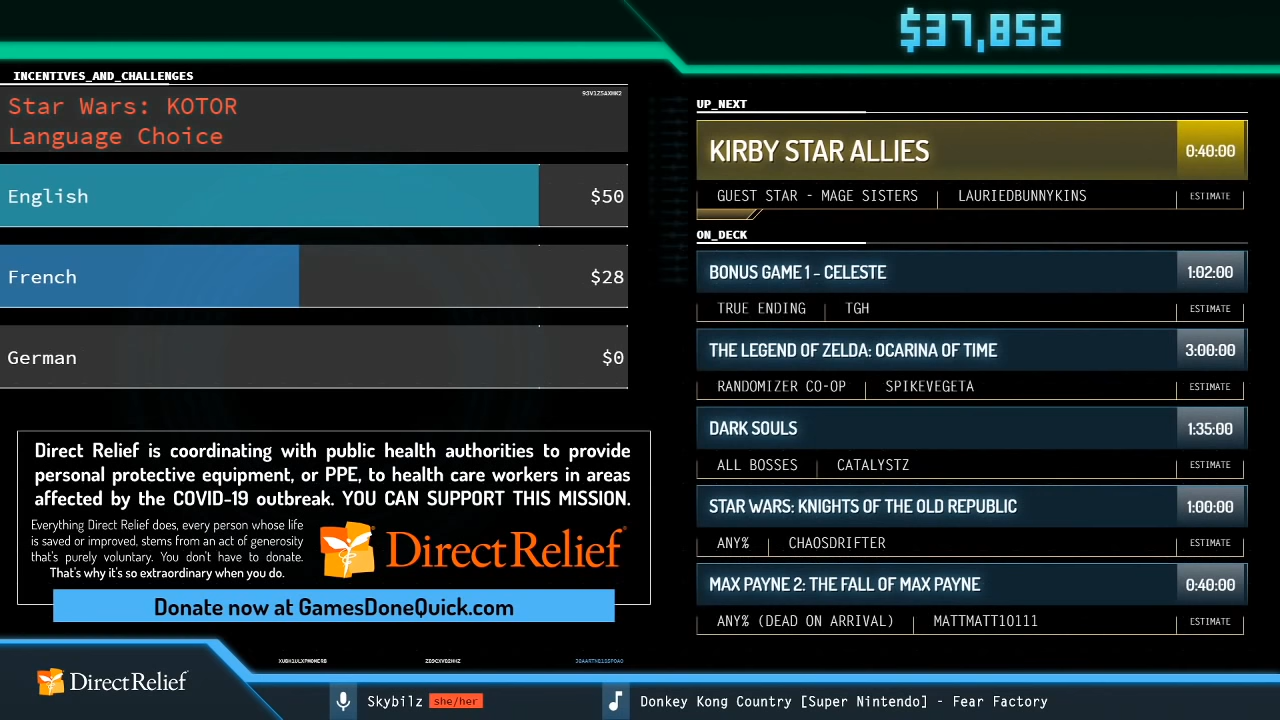 $37,852
INCENTIVES_AND_CHALLENGES
Star Wars: KOTOR
Language Choice
English $50
French $28
German $0
Direct Relief is coordinating with public health authorities to provide
personal protective equipment, or PPE, to health care workers in areas
affected by the COVID-19 outbreak. YOU CAN SUPPORT THIS MISSION.
Everything Direct Relief does, every person whose life
is saved or improved, stems from an act of generosity
that's purely voluntary. You don't have to donate.
That's why it's so extraordinary when you do.
DirectRelief
Donate now at GamesDoneQuick.com
UP_NEXT
KIRBY STAR ALLIES 0:40:00
GUEST STAR - MAGE SISTERS LAURIEDBUNNYKINS ESTIMATE
ON_DECK
BONUS GAME 1 - CELESTE 1:02:00
TRUE ENDING TGH ESTIMATE
THE LEGEND OF ZELDA: OCARINA OF TIME 3:00:00
RANDOMIZER CO-OP SPIKEVEGETA ESTIMATE
DARK SOULS 1:35:00
ALL BOSSES CATALYSTZ ESTIMATE
STAR WARS: KNIGHTS OF THE OLD REPUBLIC 1:00:00
ANY% CHAOSDRIFTER ESTIMATE
MAX PAYNE 2: THE FALL OF MAX PAYNE 0:40:00
ANY% (DEAD ON ARRIVAL) MATTMATT10111 ESTIMATE
DirectRelief
Skybilz she/her
Donkey Kong Country [Super Nintendo] - Fear Factory